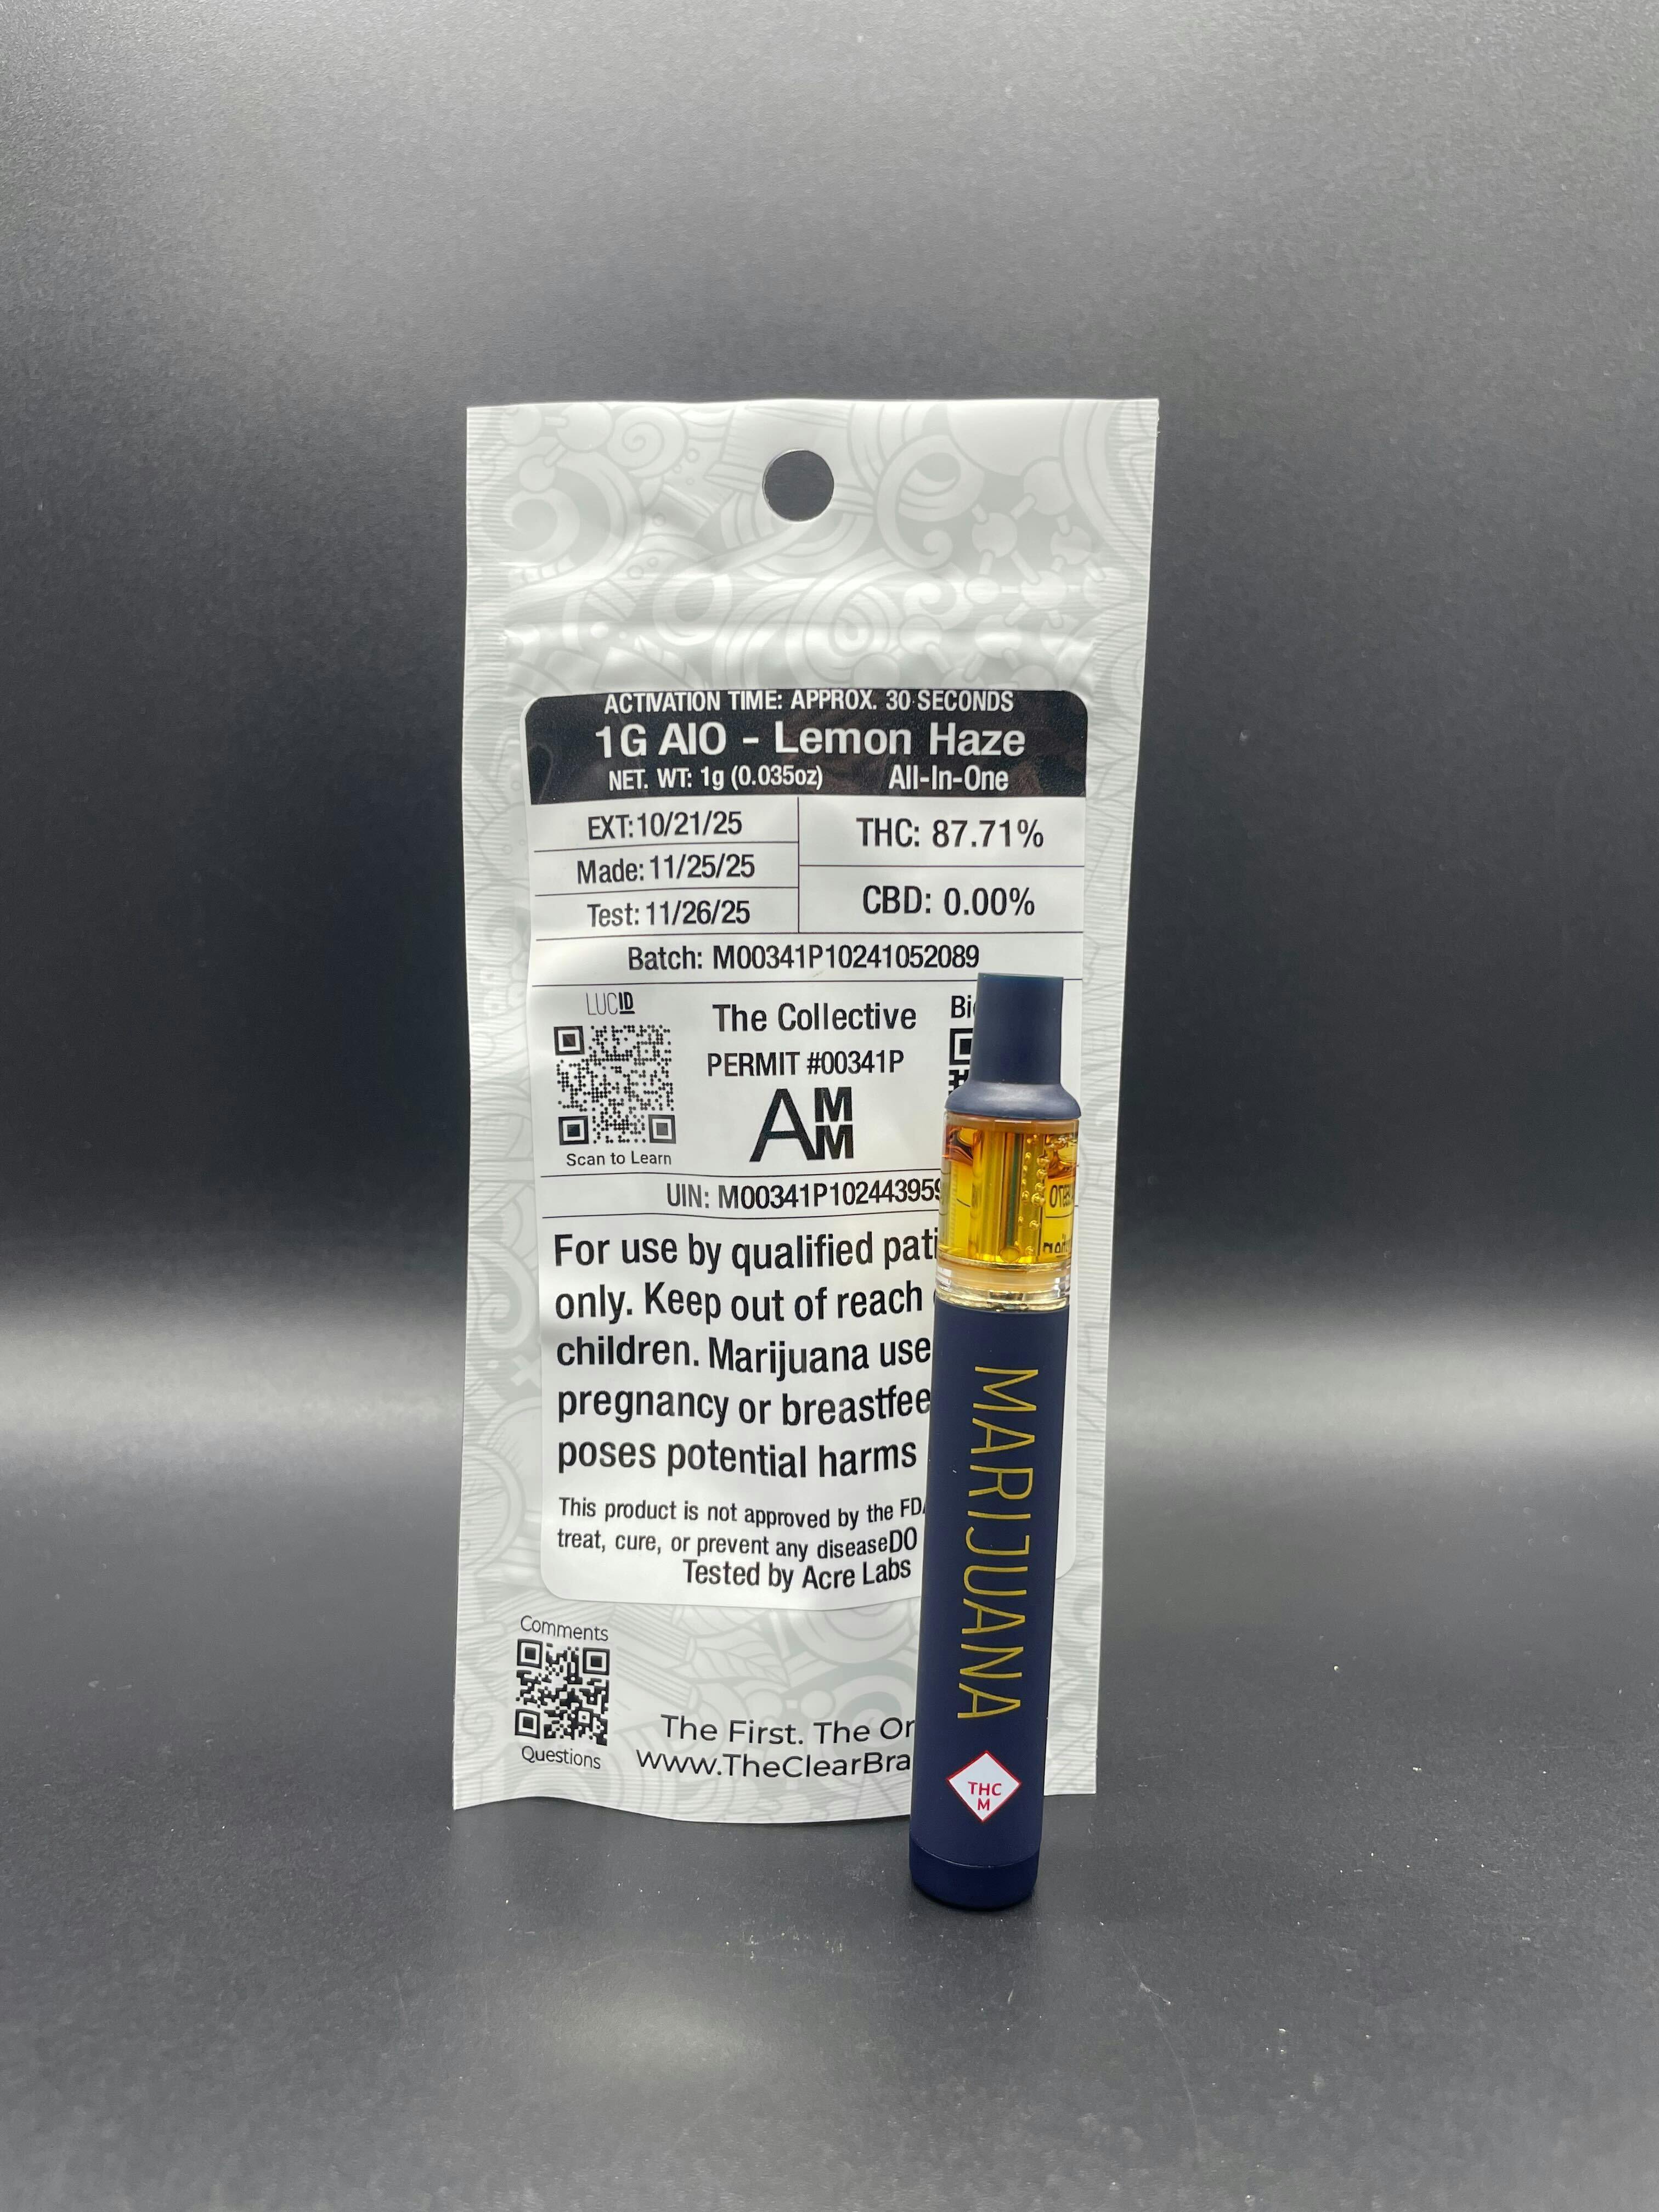 ACTIVATION TIME: APPROX. 30 SECONDS
1G AIO - Lemon Haze
NET. WT: 1g (0.035oz) All-In-One
EXT: 10/21/25
Made: 11/25/25
Test: 11/26/25
THC: 87.71%
CBD: 0.00%
Batch: M00341P10241052089
LUCID
Scan to Learn
The Collective
PERMIT #00341P
AMM
UIN: M00341P10244395
For use by qualified
only. Keep out of reach
children. Marijuana use
pregnancy or
poses potential harms
This product is not approved by the
treat, cure, or prevent any diseaseDO
Tested by Acre Labs
Comments
Questions
The First. The
www.TheClearBra
MARIJUANA
THC
M